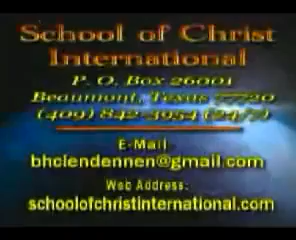 School of Christ
International
P. O. Box 26001
Beaumont, Texas 77720
(409) 842-3954 (24/7)
E-Mail:
bhclendennen@gmail.com
Web Address:
schoolofchristinternational.com